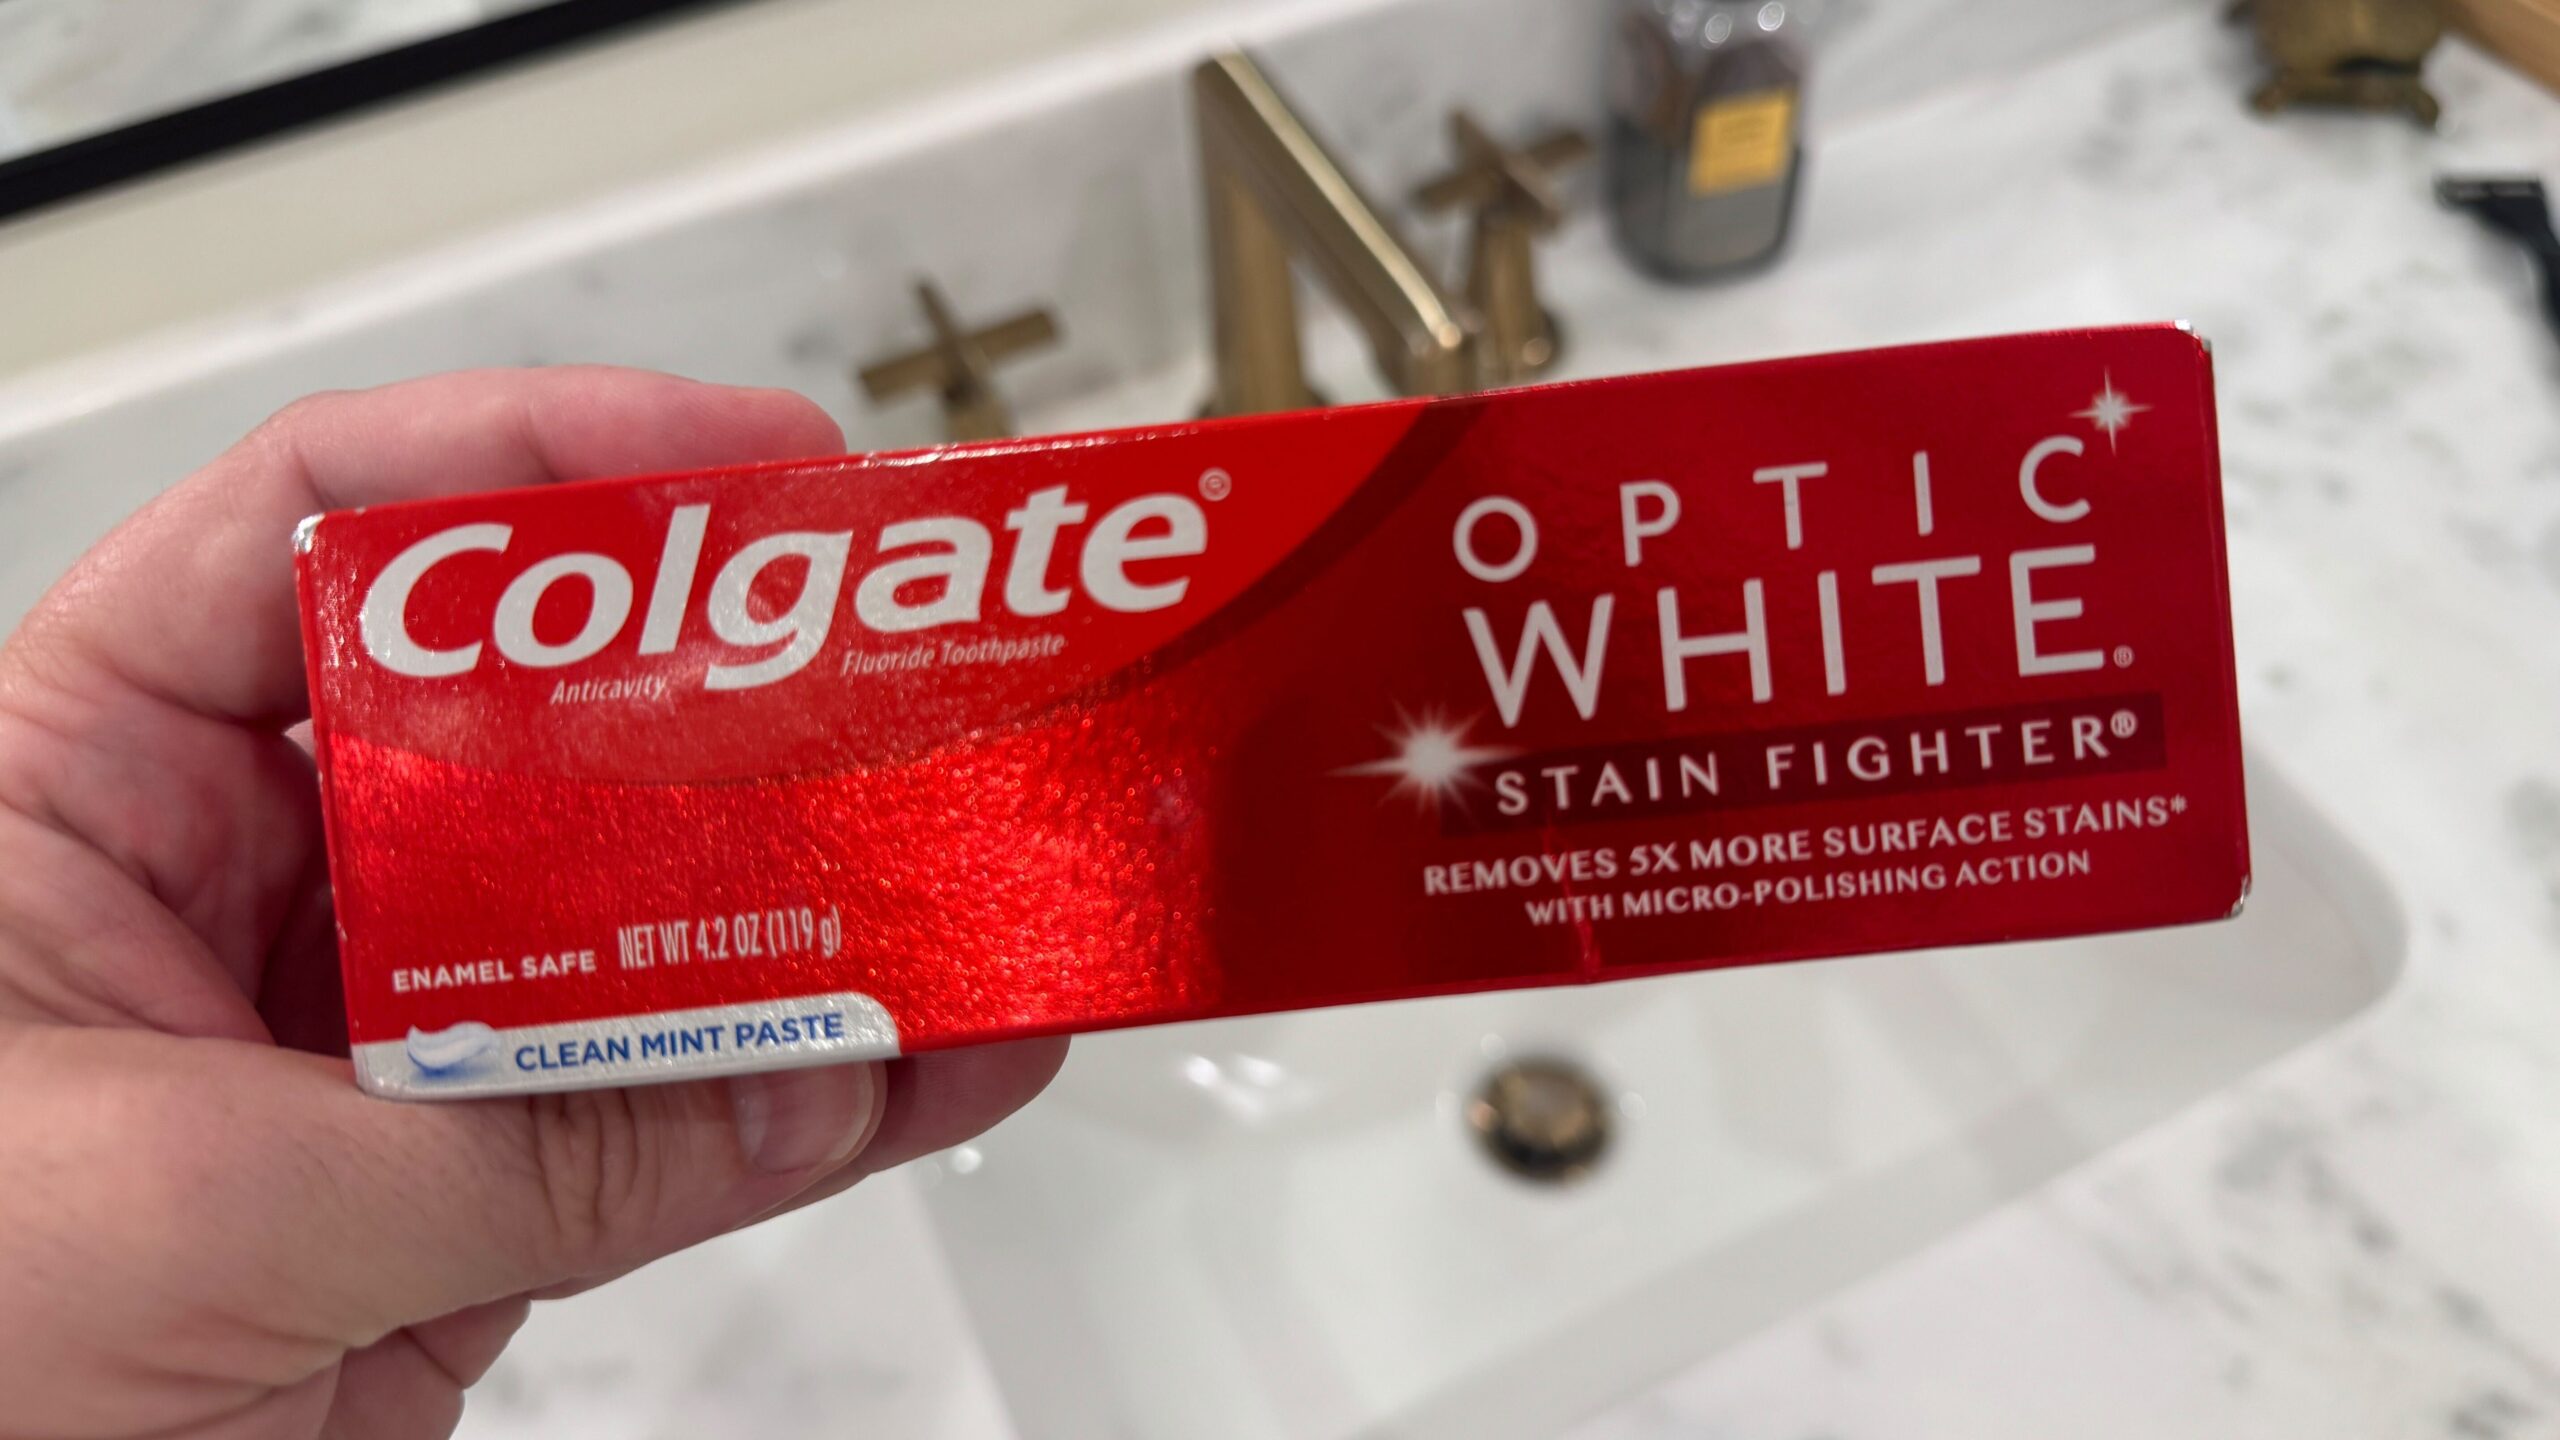 Colgate®
Anticavity Fluoride Toothpaste
ENAMEL SAFE NET WT 4.2 OZ (119 g)
CLEAN MINT PASTE
OPTIC
WHITE®
STAIN FIGHTER®
REMOVES 5X MORE SURFACE STAINS*
WITH MICRO-POLISHING ACTION